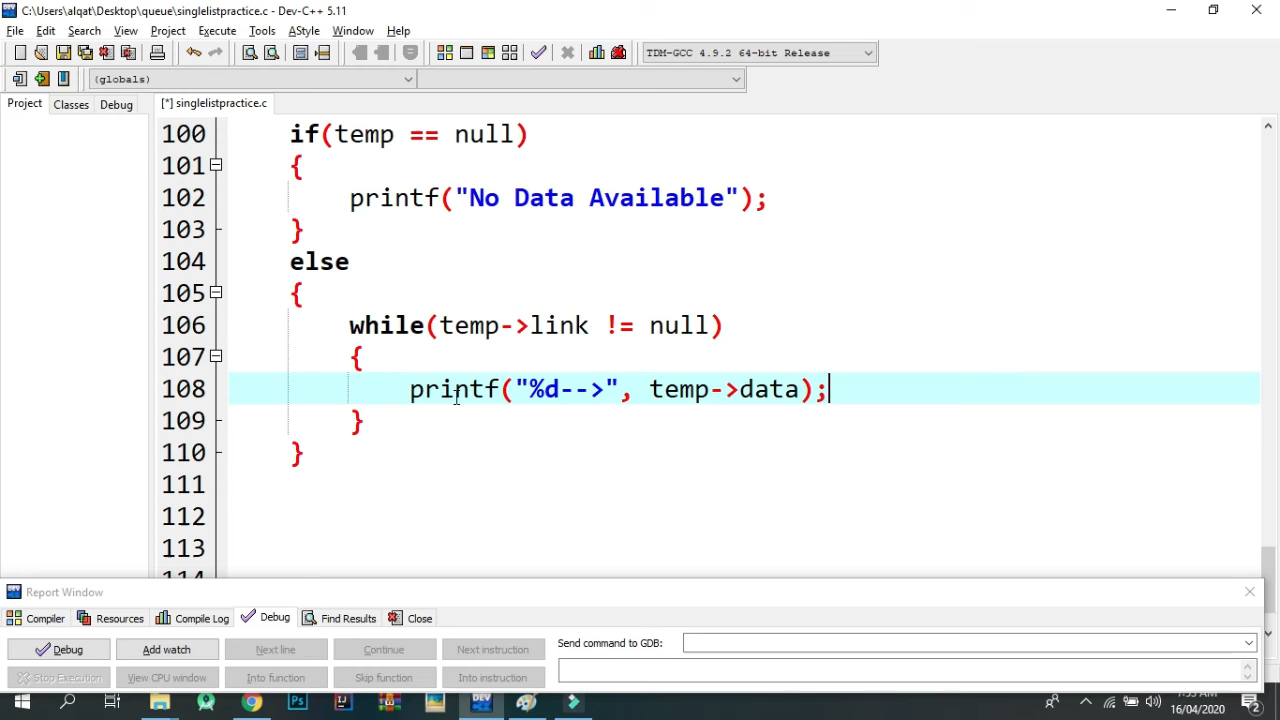 C:\Users\alqat\Desktop\queue\singlelistpractice.c - Dev-C++ 5.11
File Edit Search View Project Execute Tools AStyle Window Help
TDM-GCC 4.9.2 64-bit Release
(globals)
Project Classes Debug [*] singlelistpractice.c
100 if(temp == null)
101 {
102 printf("No Data Available");
103 }
104 else
105 {
106 while(temp->link != null)
107 {
108 printf("%d-->", temp->data);
109 }
110 }
111
112
113
114
Report Window
Compiler Resources Compile Log Debug Find Results Close
Debug Add watch Next line Continue Next instruction Send command to GDB:
Stop Execution View CPU window Into function Skip function Into instruction
7:53 AM
16/04/2020